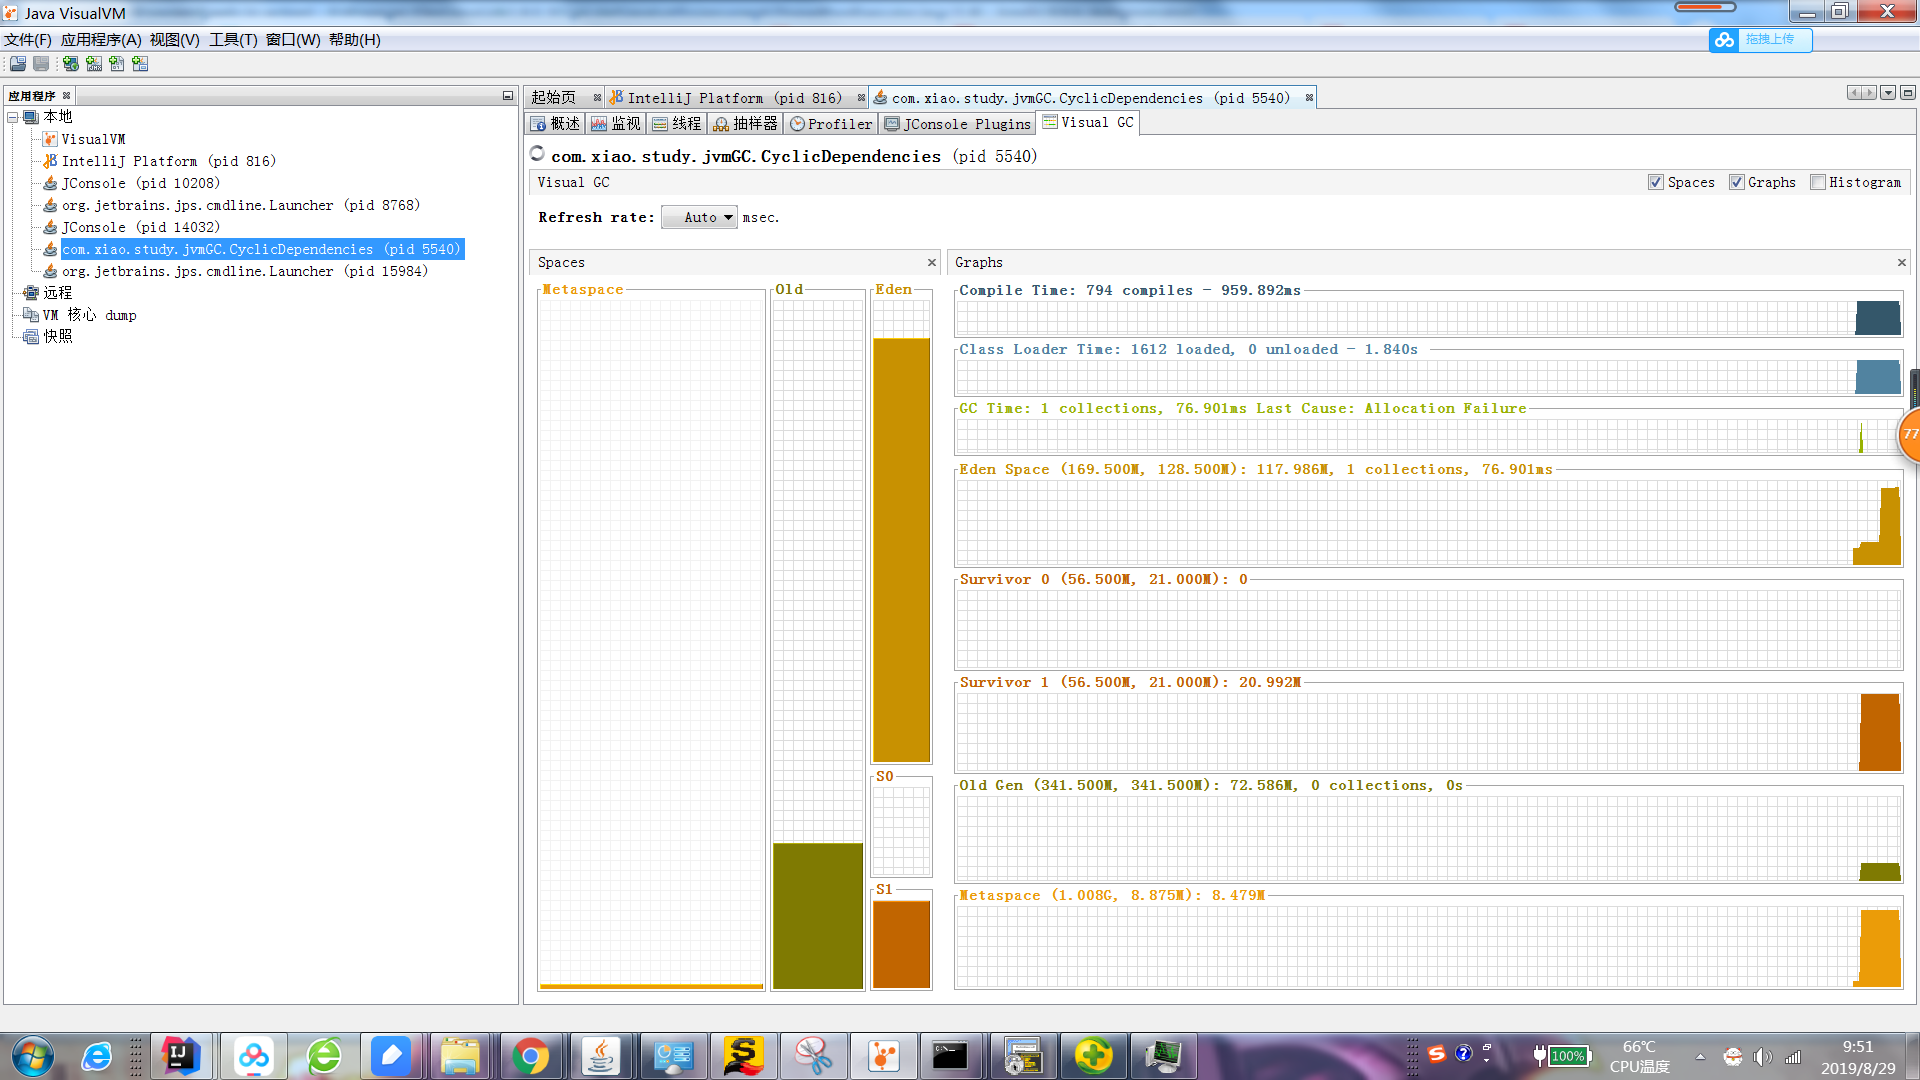 Java VisualVM
文件(F) 应用程序(A) 视图(V) 工具(T) 窗口(W) 帮助(H)
拖拽上传
应用程序
本地
VisualVM
IntelliJ Platform (pid 816)
JConsole (pid 10208)
org.jetbrains.jps.cmdline.Launcher (pid 8768)
JConsole (pid 14032)
com.xiao.study.jvmGC.CyclicDependencies (pid 5540)
org.jetbrains.jps.cmdline.Launcher (pid 15984)
远程
VM 核心 dump
快照
起始页 IntelliJ Platform (pid 816) com.xiao.study.jvmGC.CyclicDependencies (pid 5540)
概述 监视 线程 抽样器 Profiler JConsole Plugins Visual GC
com.xiao.study.jvmGC.CyclicDependencies (pid 5540)
Visual GC Spaces Graphs Histogram
Refresh rate: Auto msec.
Spaces
Metaspace Old Eden
S0
S1
Graphs
Compile Time: 794 compiles - 959.892ms
Class Loader Time: 1612 loaded, 0 unloaded - 1.840s
GC Time: 1 collections, 76.901ms Last Cause: Allocation Failure
Eden Space (169.500M, 128.500M): 117.986M, 1 collections, 76.901ms
Survivor 0 (56.500M, 21.000M): 0
Survivor 1 (56.500M, 21.000M): 20.992M
Old Gen (341.500M, 341.500M): 72.586M, 0 collections, 0s
Metaspace (1.008G, 8.875M): 8.479M
77
100%
66℃
CPU温度
9:51
2019/8/29